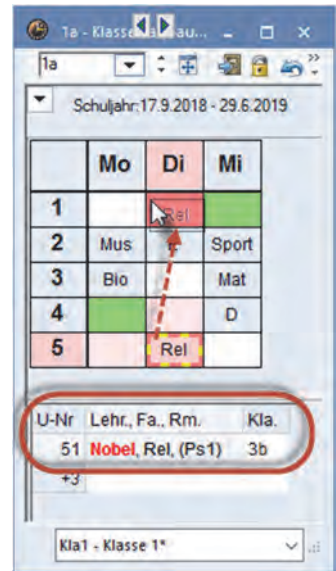 1a - Klasse
1a
Schuljahr:17.9.2018 - 29.6.2019
Mo Di Mi
1 Rel
2 Mus Sport
3 Bio Mat
4 D
5 Rel
U-Nr Lehr., Fa., Rm. Kla.
51 Nobel, Rel, (Ps1) 3b
+3
Kla1 - Klasse 1*